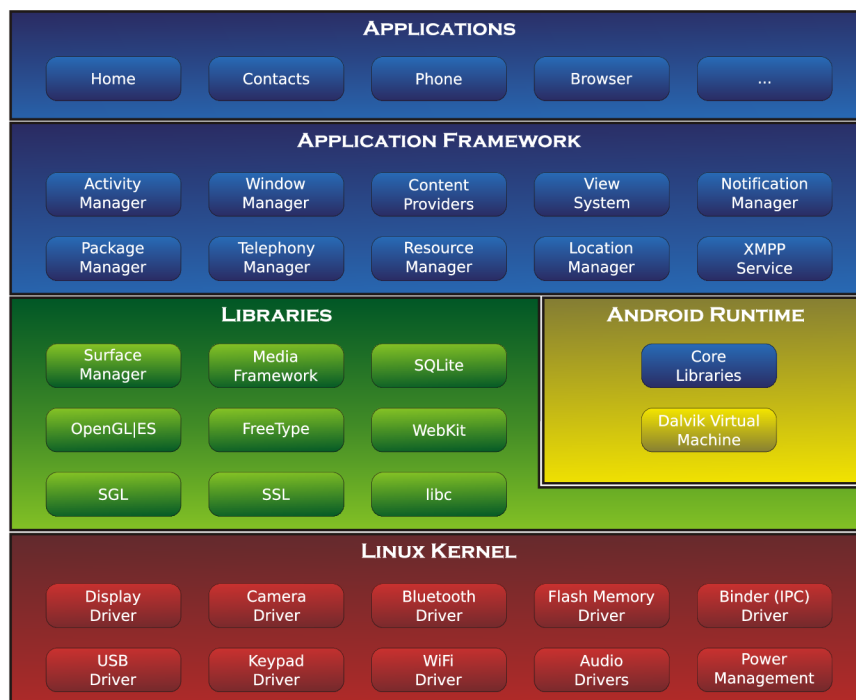 APPLICATIONS
Home
Contacts
Phone
Browser
...
APPLICATION FRAMEWORK
Activity
Manager
Window
Manager
Content
Providers
View
System
Notification
Manager
Package
Manager
Telephony
Manager
Resource
Manager
Location
Manager
XMPP
Service
LIBRARIES
Surface
Manager
Media
Framework
SQLite
OpenGL|ES
FreeType
WebKit
SGL
SSL
libc
ANDROID RUNTIME
Core
Libraries
Dalvik Virtual
Machine
LINUX KERNEL
Display
Driver
Camera
Driver
Bluetooth
Driver
Flash Memory
Driver
Binder (IPC)
Driver
USB
Driver
Keypad
Driver
WiFi
Driver
Audio
Drivers
Power
Management